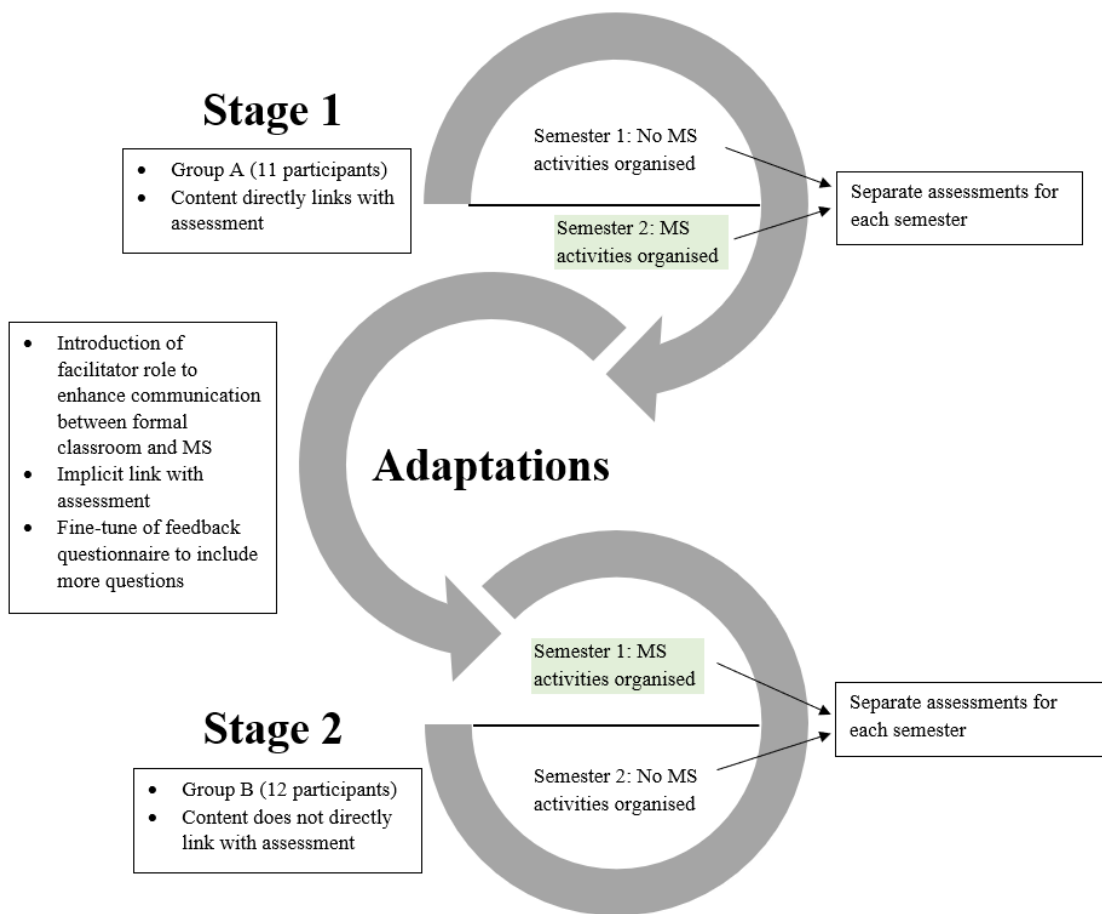 Stage 1
• Group A (11 participants)
• Content directly links with
assessment
Semester 1: No MS
activities organised
Semester 2: MS
activities organised
Separate assessments for
each semester
• Introduction of
facilitator role to
enhance communication
between formal
classroom and MS
• Implicit link with
assessment
• Fine-tune of feedback
questionnaire to include
more questions
Adaptations
Stage 2
• Group B (12 participants)
• Content does not directly
link with assessment
Semester 1: MS
activities organised
Semester 2: No MS
activities organised
Separate assessments for
each semester